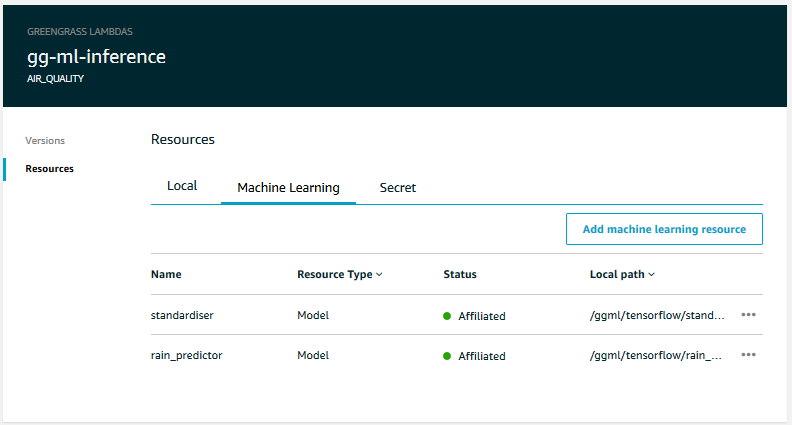 GREENGRASS LAMBDAS
gg-ml-inference
AIR_QUALITY
Versions
Resources
Resources
Local Machine Learning Secret
Add machine learning resource
Name Resource Type Status Local path
standardiser Model Affiliated /ggml/tensorflow/stand...
rain_predictor Model Affiliated /ggml/tensorflow/rain_...